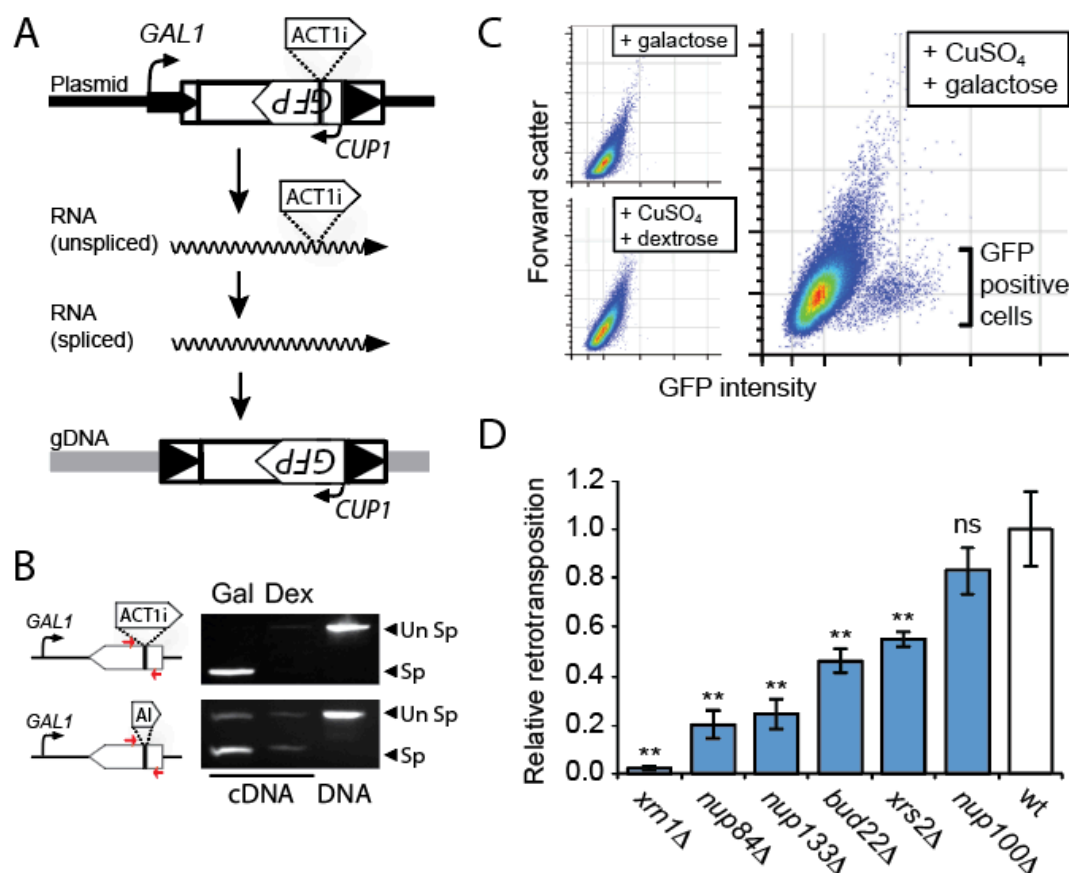 A
GAL1
ACT1i
Plasmid
GFP
CUP1
ACT1i
RNA
(unspliced)
RNA
(spliced)
gDNA
GFP
CUP1
B
Gal Dex
GAL1
ACT1i
Un Sp
Sp
GAL1
AI
Un Sp
Sp
cDNA DNA
C
+ galactose
+ CuSO4
+ dextrose
+ CuSO4
+ galactose
GFP
positive
cells
Forward scatter
GFP intensity
D
Relative retrotransposition
1.2
1.0
0.8
0.6
0.4
0.2
0.0
**
**
**
**
**
ns
xrn1Δ
nup84Δ
nup133Δ
bud22Δ
xrs2Δ
nup100Δ
wt